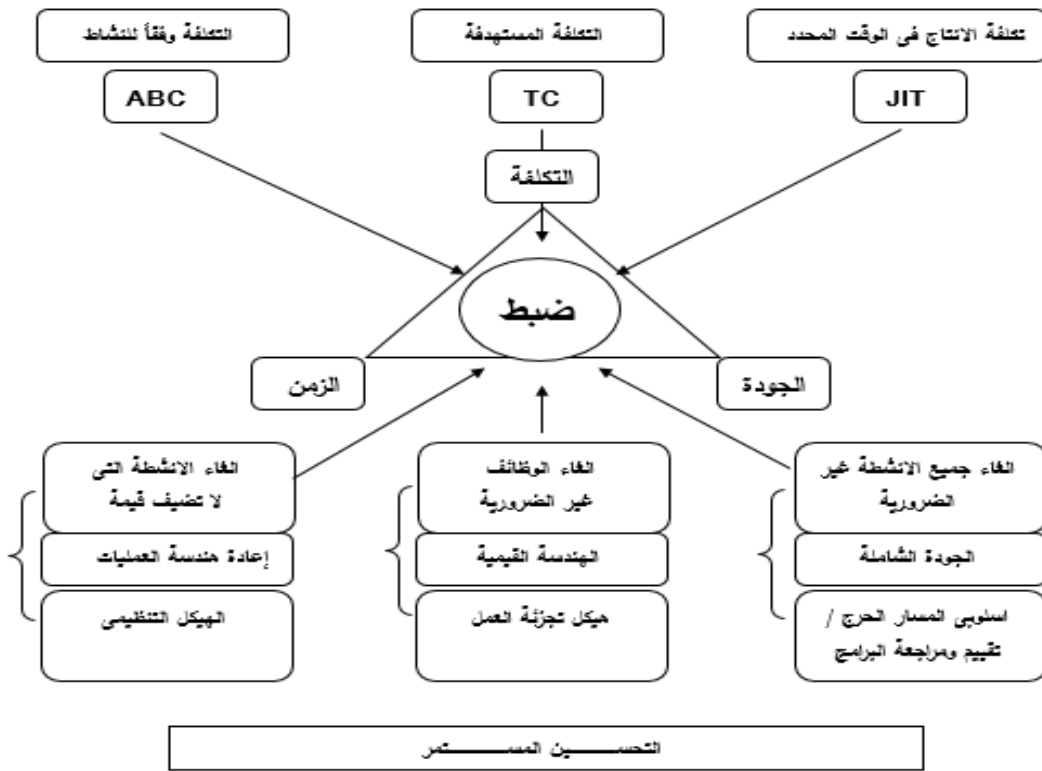 تكلفة الانتاج فى الوقت المحدد
التكلفة المستهدفة
التكلفة وفقاً للنشاط
JIT
TC
ABC
التكلفة
ضبط
الجودة
الزمن
الغاء جميع الانشطة غير
الضرورية
الغاء الوظائف
غير الضرورية
الغاء الانشطة التى
لا تضيف قيمة
الجودة الشاملة
الهندسة القيمية
إعادة هندسة العمليات
اسلوبى المسار الحرج /
تقييم ومراجعة البرامج
هيكل تجزئة العمل
الهيكل التنظيمى
التحســـــــين المســـــــتمر